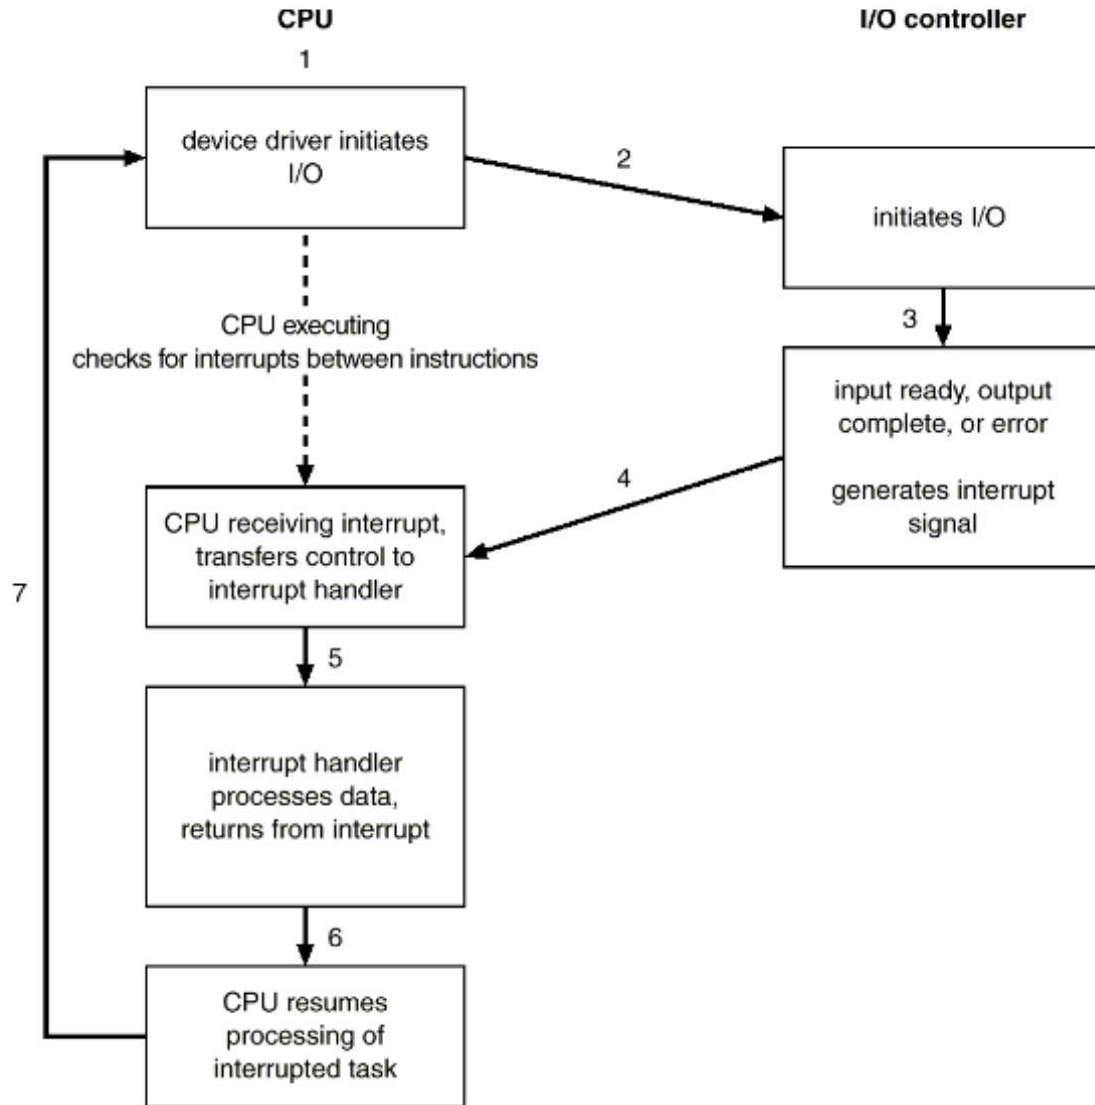 CPU
I/O controller
1
device driver initiates
I/O
2
initiates I/O
CPU executing
checks for interrupts between instructions
3
input ready, output
complete, or error
generates interrupt
signal
4
CPU receiving interrupt,
transfers control to
interrupt handler
7
5
interrupt handler
processes data,
returns from interrupt
6
CPU resumes
processing of
interrupted task